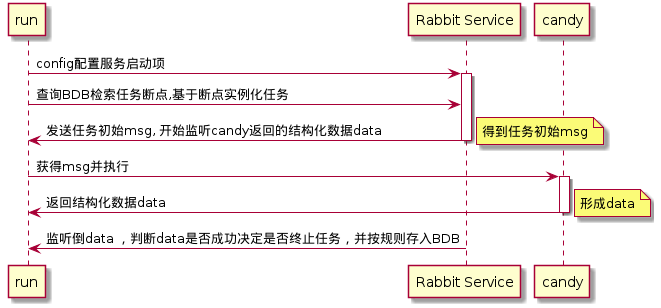 run Rabbit Service candy
config配置服务启动项
查询BDB检索任务断点,基于断点实例化任务
发送任务初始msg, 开始监听candy返回的结构化数据data
得到任务初始msg
获得msg并执行
返回结构化数据data
形成data
监听倒data ，判断data是否成功决定是否终止任务，并按规则存入BDB
run Rabbit Service candy